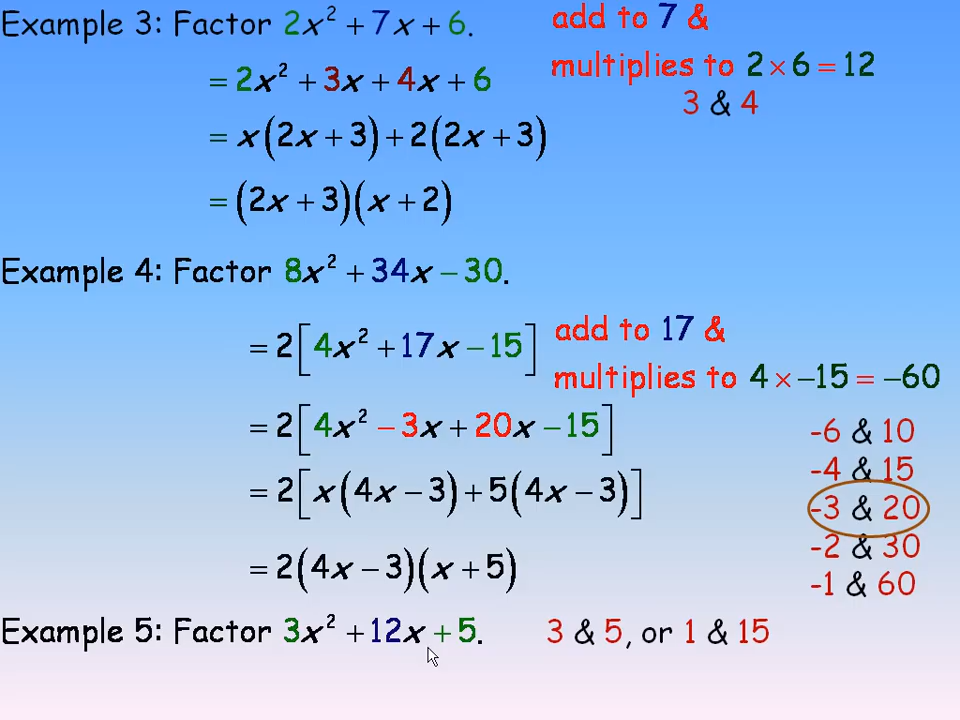 Example 3: Factor 2x² + 7x + 6.
add to 7 &
multiplies to 2 × 6 = 12
3 & 4
= 2x² + 3x + 4x + 6
= x(2x + 3) + 2(2x + 3)
= (2x + 3)(x + 2)
Example 4: Factor 8x² + 34x − 30.
= 2[4x² + 17x − 15]
add to 17 &
multiplies to 4 × −15 = −60
= 2[4x² − 3x + 20x − 15]
= 2[x(4x − 3) + 5(4x − 3)]
= 2(4x − 3)(x + 5)
-6 & 10
-4 & 15
-3 & 20
-2 & 30
-1 & 60
Example 5: Factor 3x² + 12x + 5.
3 & 5, or 1 & 15